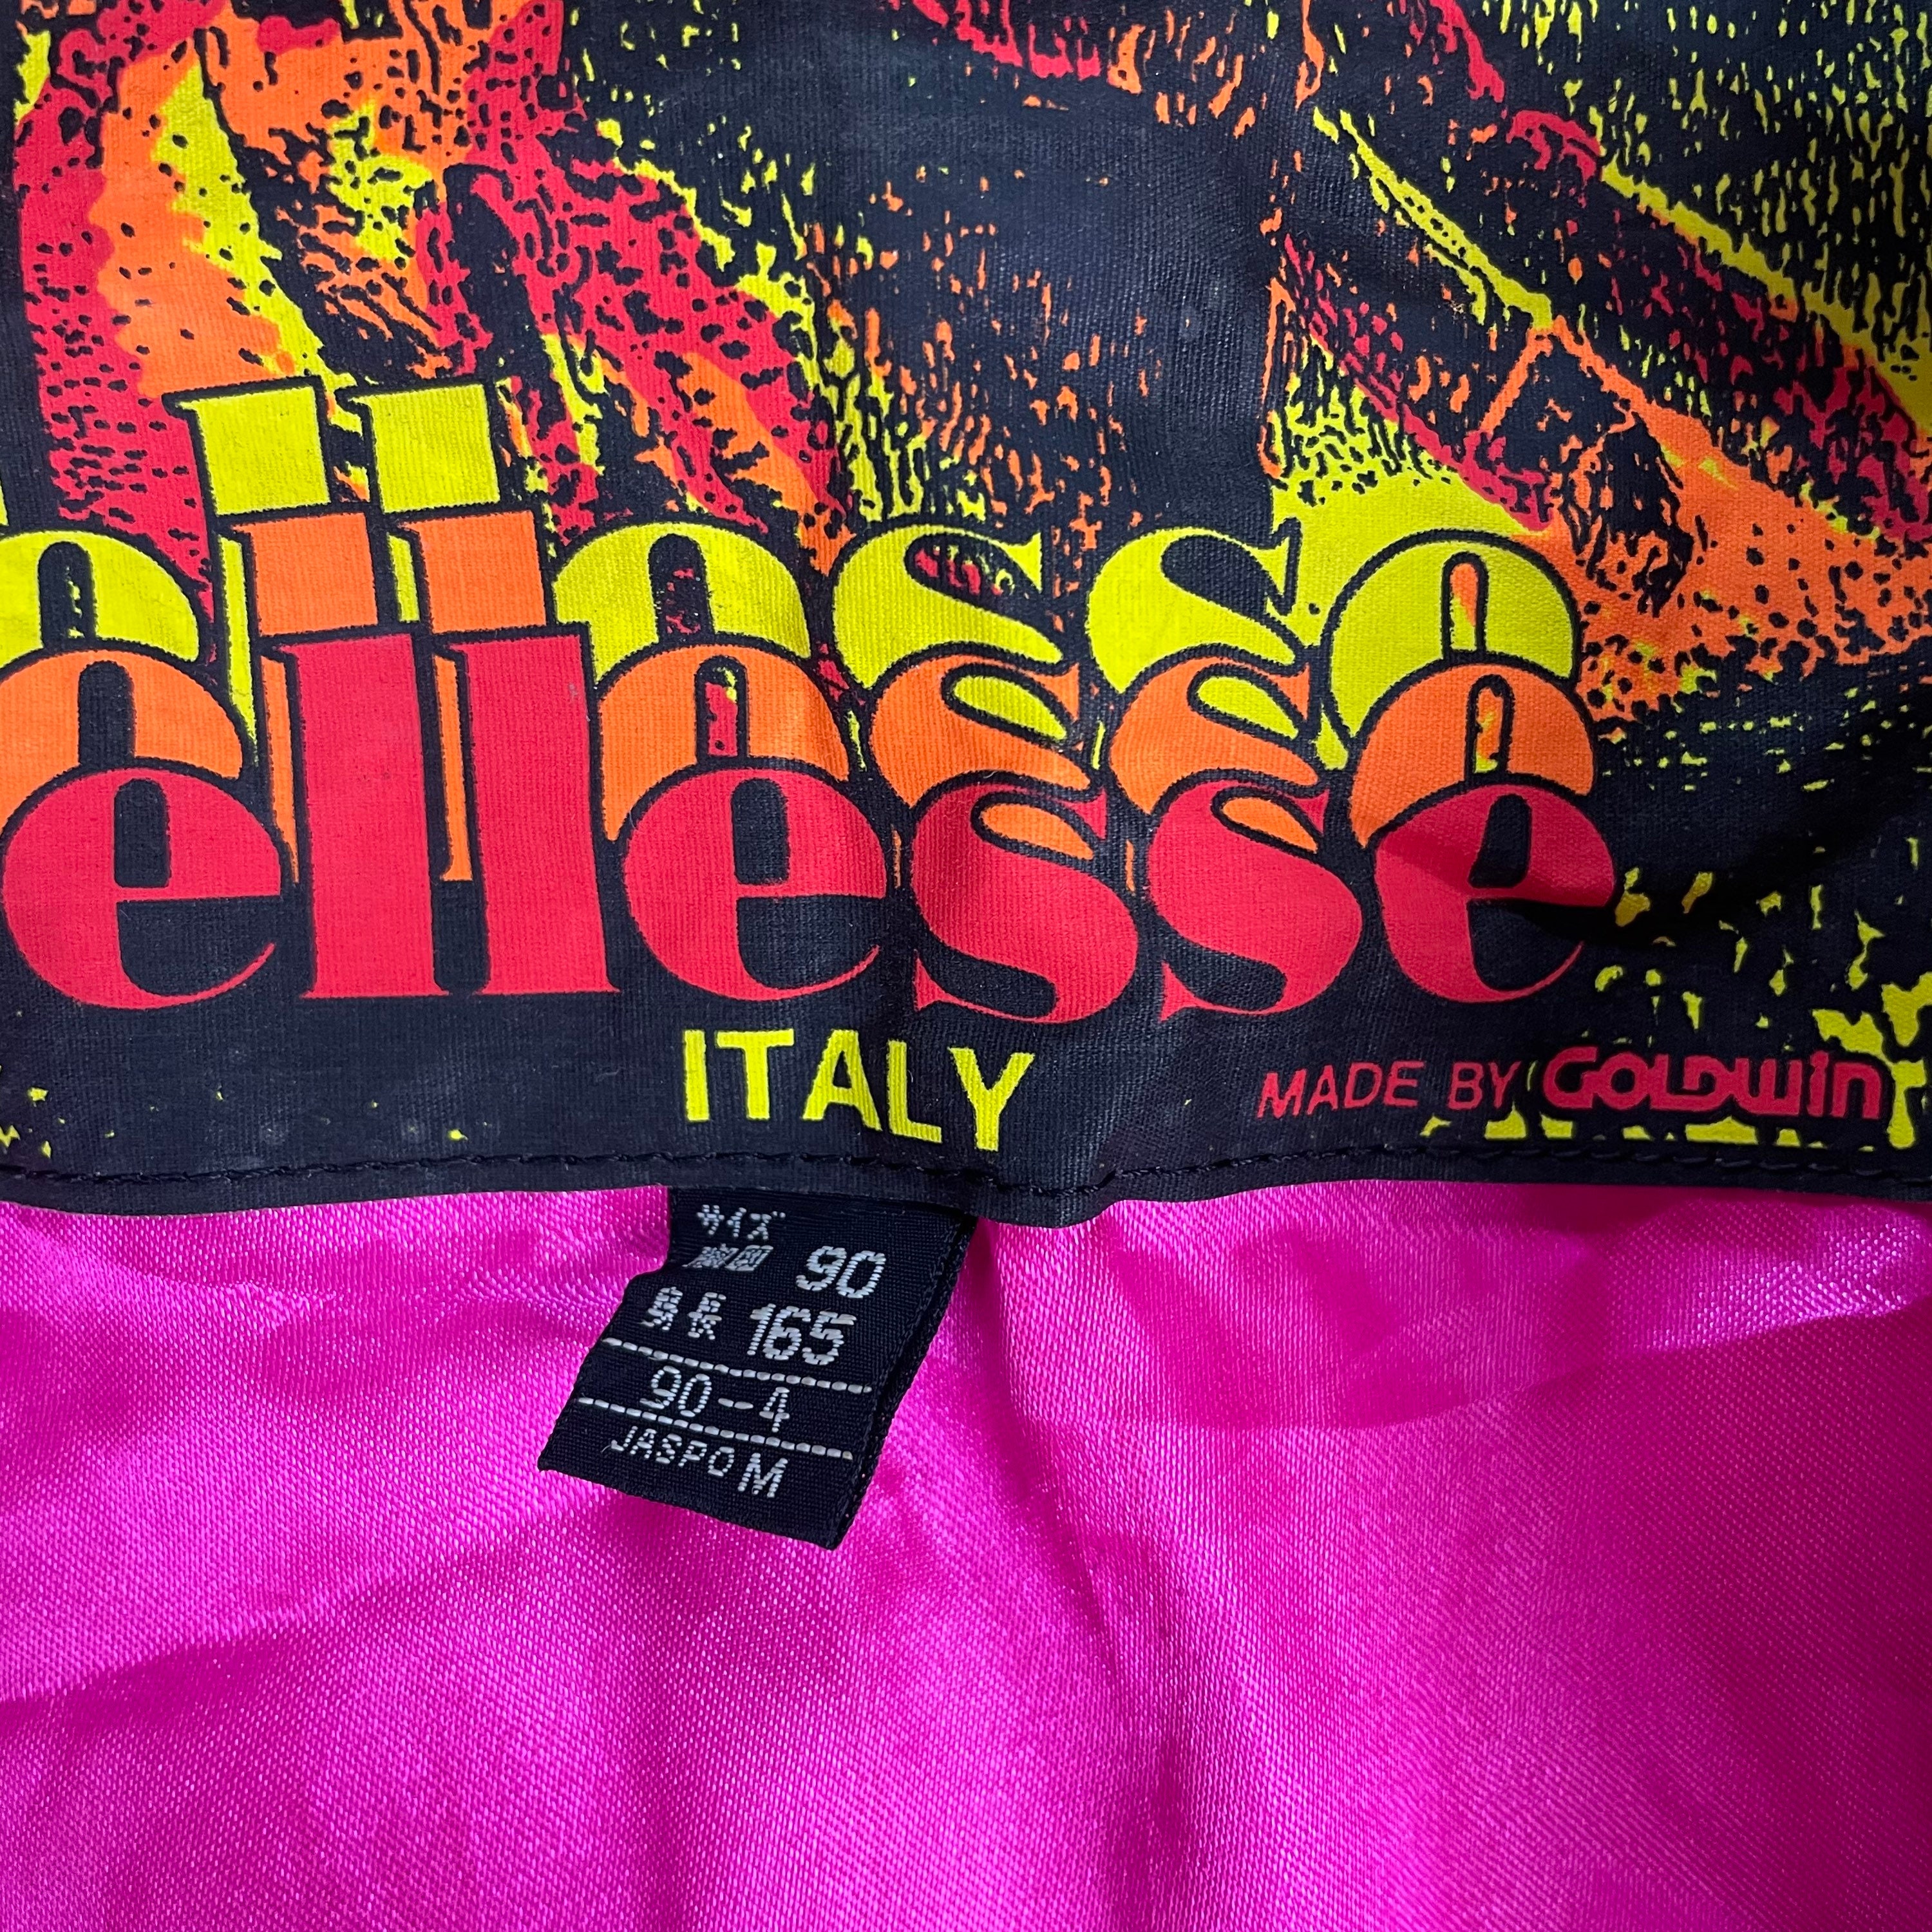 ellesse
ellesse
ellesse
ITALY
MADE BY GOLDWIN
サイズ
胸囲 90
身長 165
90-4
JASPO M